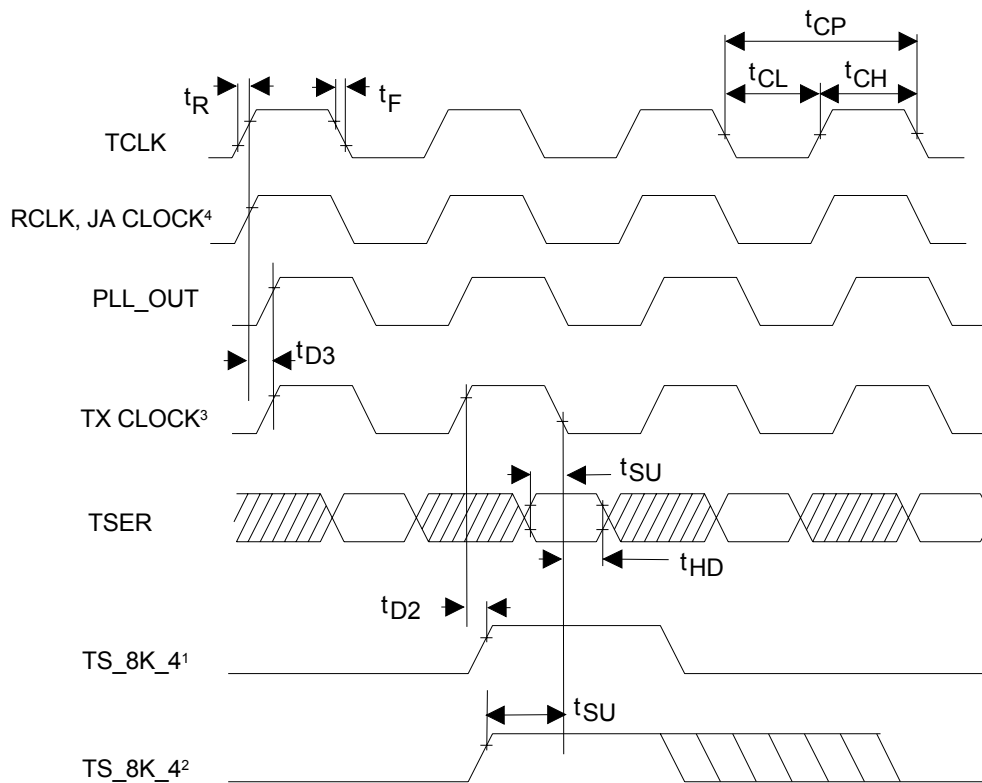 tCP
tCL
tCH
tR
tF
TCLK
RCLK, JA CLOCK⁴
PLL_OUT
tD3
TX CLOCK³
tSU
TSER
tHD
tD2
TS_8K_4¹
tSU
TS_8K_4²